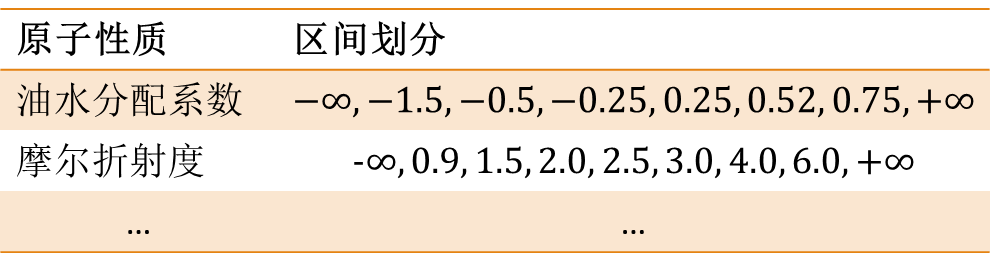 原子性质 区间划分
油水分配系数 −∞, −1.5, −0.5, −0.25, 0.25, 0.52, 0.75, +∞
摩尔折射度 -∞, 0.9, 1.5, 2.0, 2.5, 3.0, 4.0, 6.0, +∞
... ...